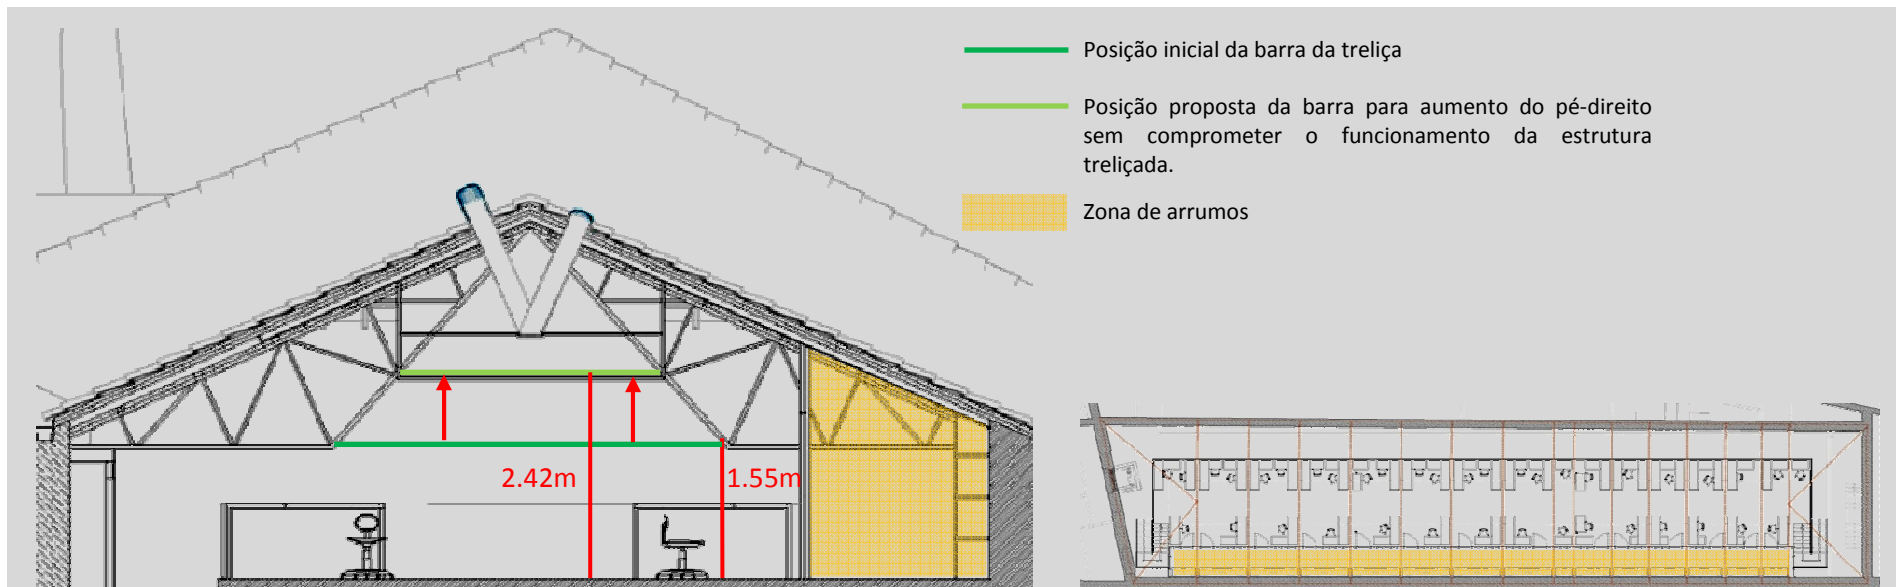 Posição inicial da barra da treliça
Posição proposta da barra para aumento do pé-direito
sem comprometer o funcionamento da estrutura
treliçada.
Zona de arrumos
2.42m
1.55m